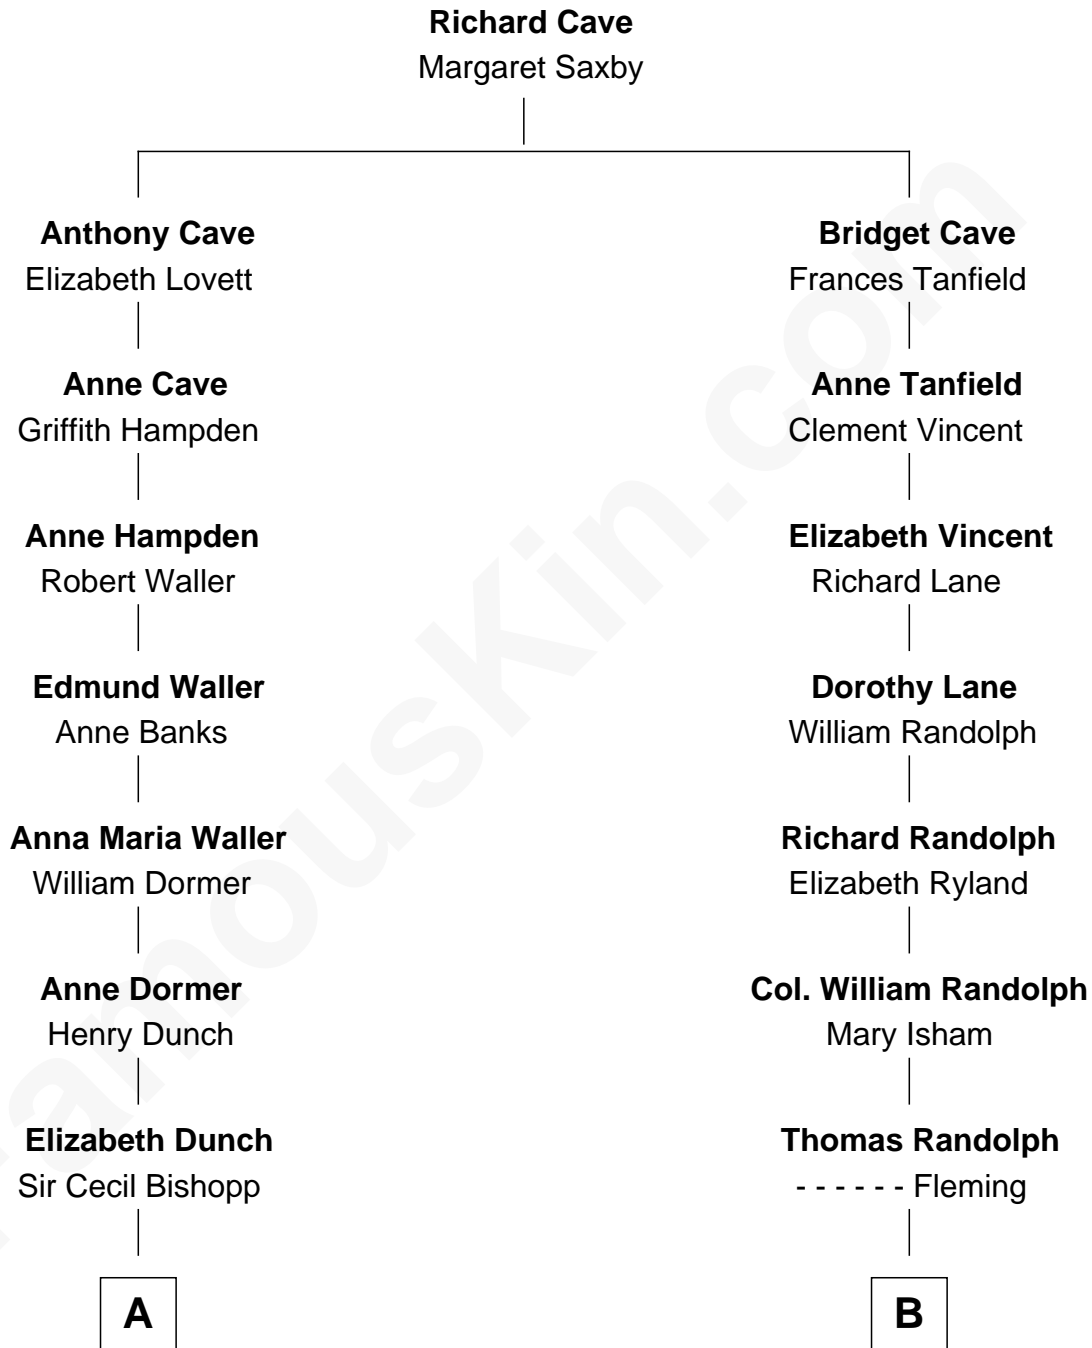 Richard Cave
Margaret Saxby
Anthony Cave
Elizabeth Lovett
Anne Cave
Griffith Hampden
Anne Hampden
Robert Waller
Edmund Waller
Anne Banks
Anna Maria Waller
William Dormer
Anne Dormer
Henry Dunch
Elizabeth Dunch
Sir Cecil Bishopp
A
Bridget Cave
Frances Tanfield
Anne Tanfield
Clement Vincent
Elizabeth Vincent
Richard Lane
Dorothy Lane
William Randolph
Richard Randolph
Elizabeth Ryland
Col. William Randolph
Mary Isham
Thomas Randolph
- - - - - - Fleming
B
FamousKin.com